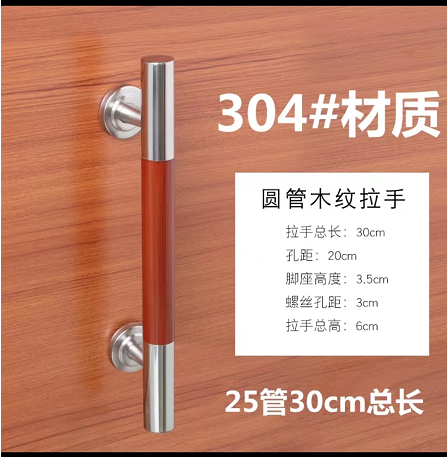 304#材质
圆管木纹拉手
拉手总长：30cm
孔距：20cm
脚座高度：3.5cm
螺丝孔距：3cm
拉手总高：6cm
25管30cm总长